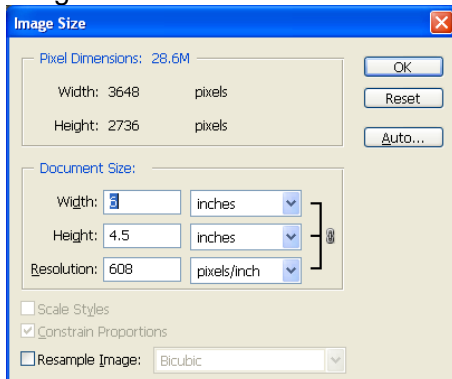 Image Size
Pixel Dimensions: 28.6M
OK
Width: 3648 pixels
Reset
Height: 2736 pixels
Auto...
Document Size:
Width: inches
Height: 4.5 inches
Resolution: 608 pixels/inch
Scale Styles
Constrain Proportions
Resample Image: Bicubic